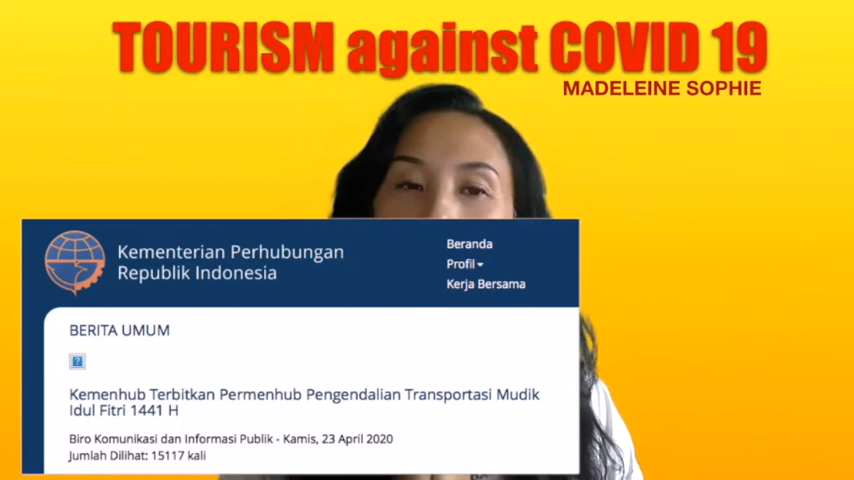 TOURISM against COVID 19
MADELEINE SOPHIE
Kementerian Perhubungan
Republik Indonesia
Beranda
Profil
Kerja Bersama
BERITA UMUM
?
Kemenhub Terbitkan Permenhub Pengendalian Transportasi Mudik
Idul Fitri 1441 H
Biro Komunikasi dan Informasi Publik - Kamis, 23 April 2020
Jumlah Dilihat: 15117 kali